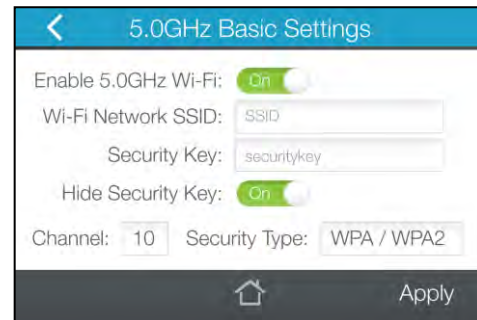 5.0GHz Basic Settings
Enable 5.0GHz Wi-Fi: On
Wi-Fi Network SSID: SSID
Security Key: securitykey
Hide Security Key: On
Channel: 10 Security Type: WPA / WPA2
Apply